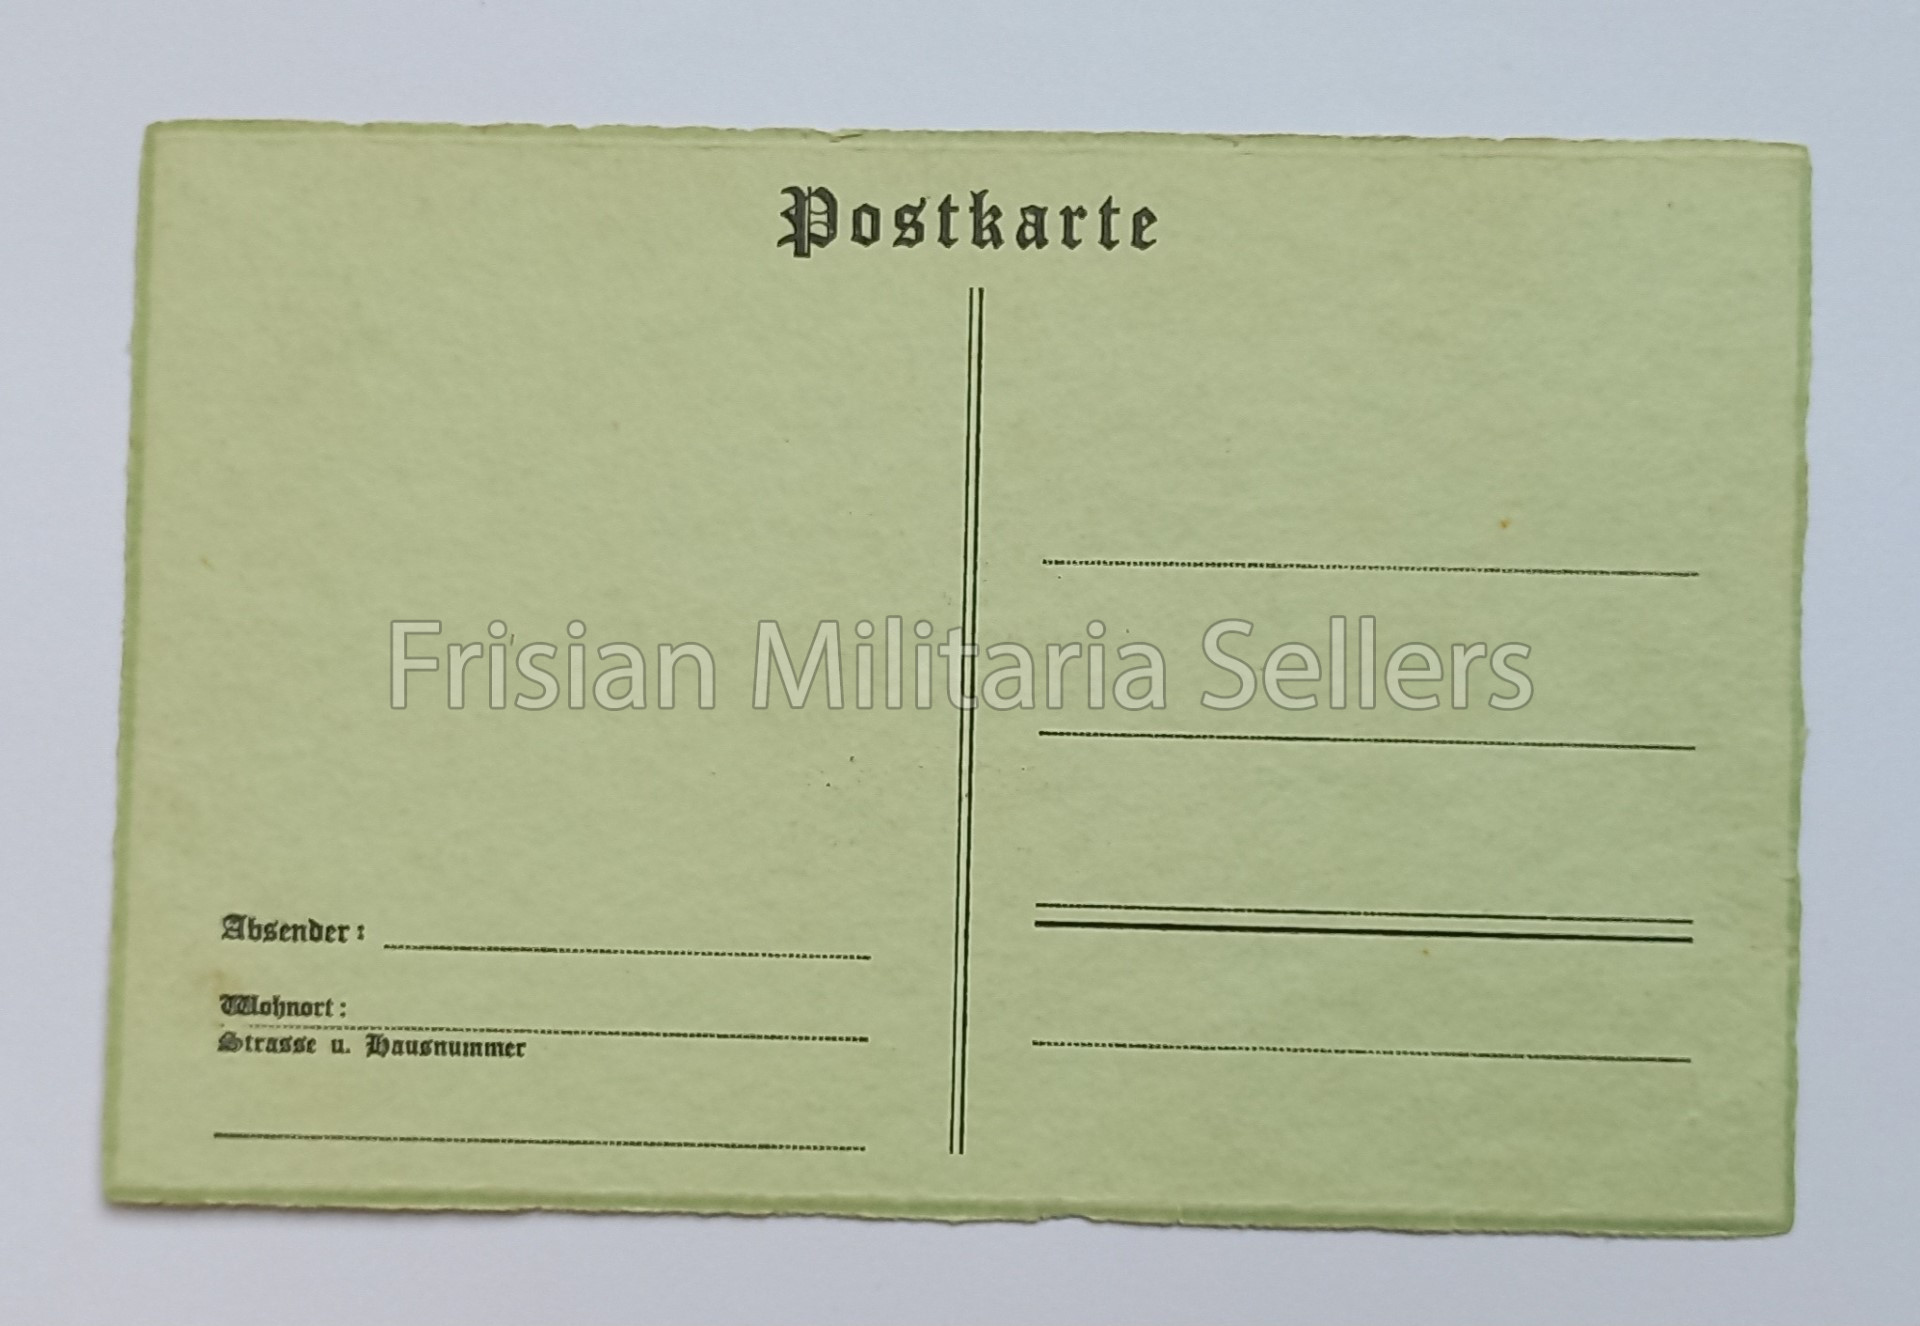 Postkarte
Frisian Militaria Sellers
Absender:
Wohnort:
Strasse u. Hausnummer